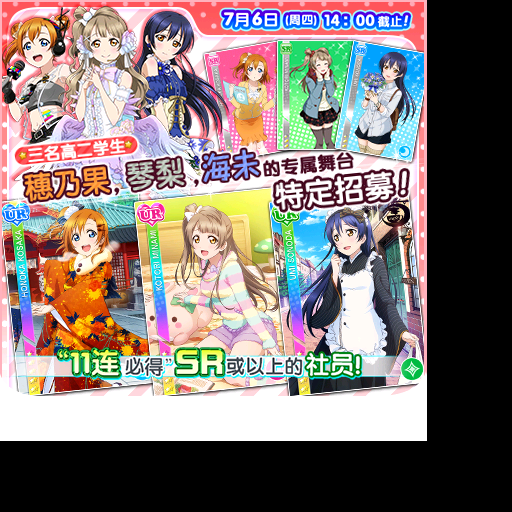 7月6日 (周四) 14：00截止!
SR
SR
三名高二学生
穗乃果, 琴梨, 海未的专属舞台
特定招募!
UR
UR
UR
HONOKA KOSAKA
KOTORI MINAMI
UMI SONODA
“11连必得”SR或以上的社员!